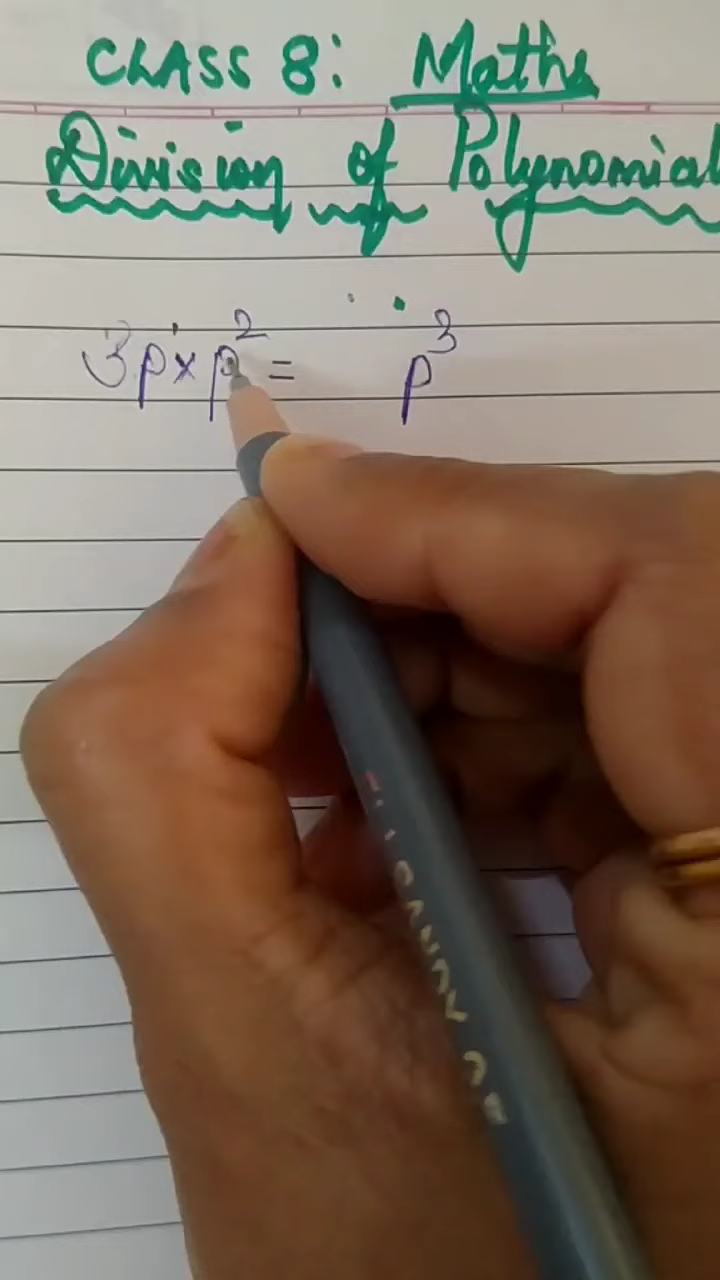 CLASS 8: Maths
Division of Polynomial
3p × p² = p³